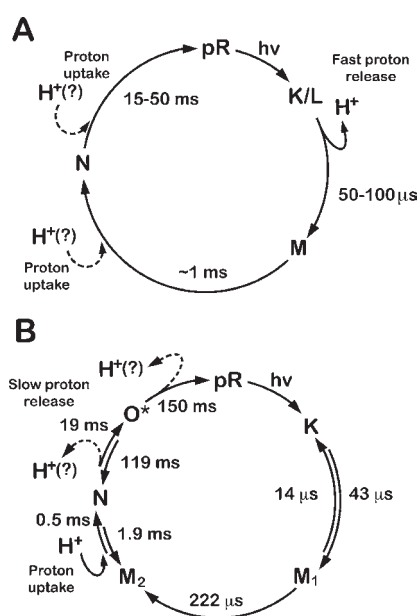 A
Proton
uptake
pR
hν
Fast proton
release
H⁺(?)
15-50 ms
K/L
H⁺
N
50-100 μs
H⁺(?)
Proton
uptake
M
~1 ms
B
H⁺(?)
pR
hν
Slow proton
release
O*
150 ms
K
19 ms
H⁺(?)
119 ms
14 μs
43 μs
N
0.5 ms
1.9 ms
H⁺
Proton
uptake
M₂
M₁
222 μs